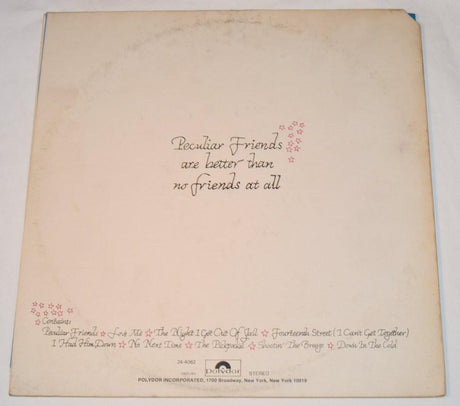 Peculiar Friends
are better than
no friends at all
Contains:
Peculiar Friends ☆ Love Me ☆ The Night I Got Out Of Jail ☆ Fourteenth Street (I Can't Get Together)
I Had Him Down ☆ No Next Time ☆ The Pickpocket ☆ Shootin' The Breeze ☆ Down In The Cold
24-4062
Polydor
STEREO
POLYDOR INCORPORATED, 1700 Broadway, New York, New York 10019